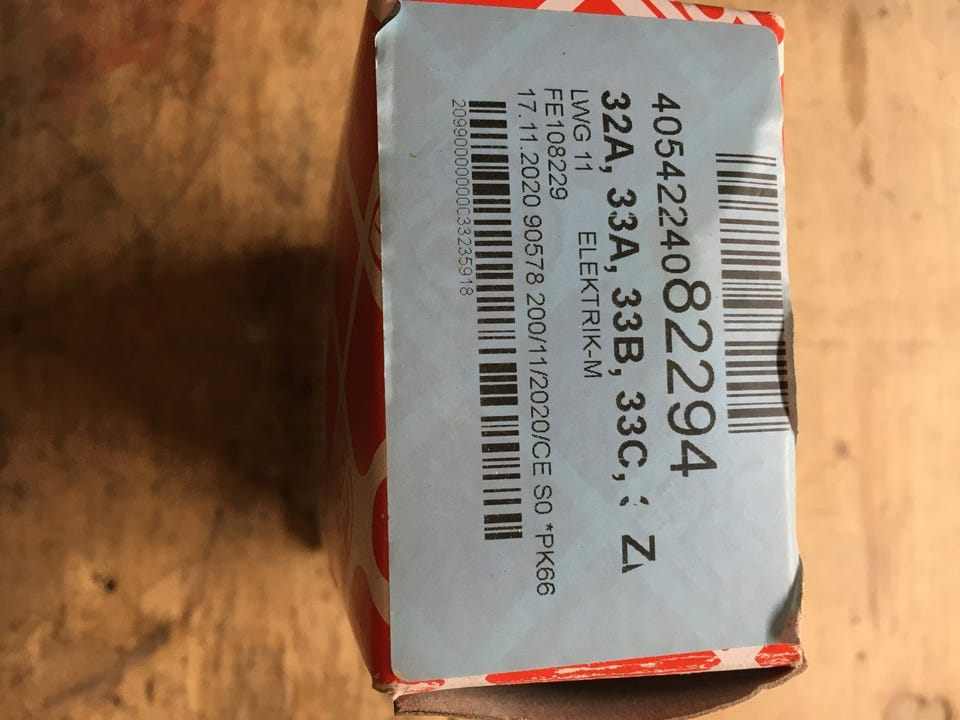 4054224082294
32A, 33A, 33B, 33C,
LWG 11 ELEKTRIK-M
FE108229
17.11.2020 90578 200/11/2020/CE S0 *PK66
2099000000033235918